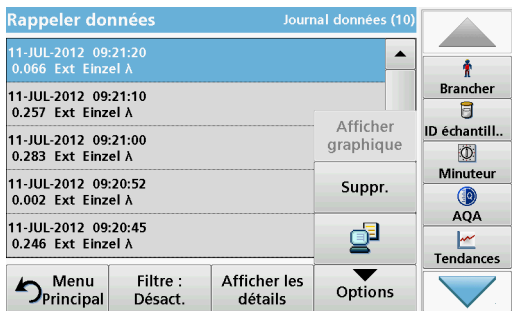 Rappeler données
Journal données (10)
11-JUL-2012 09:21:20
0.066 Ext Einzel λ
11-JUL-2012 09:21:10
0.257 Ext Einzel λ
11-JUL-2012 09:21:00
0.283 Ext Einzel λ
11-JUL-2012 09:20:52
0.002 Ext Einzel λ
11-JUL-2012 09:20:45
0.246 Ext Einzel λ
Afficher
graphique
Suppr.
Menu
Principal
Filtre :
Désact.
Afficher les
détails
Options
Brancher
ID échantill..
Minuteur
AQA
Tendances